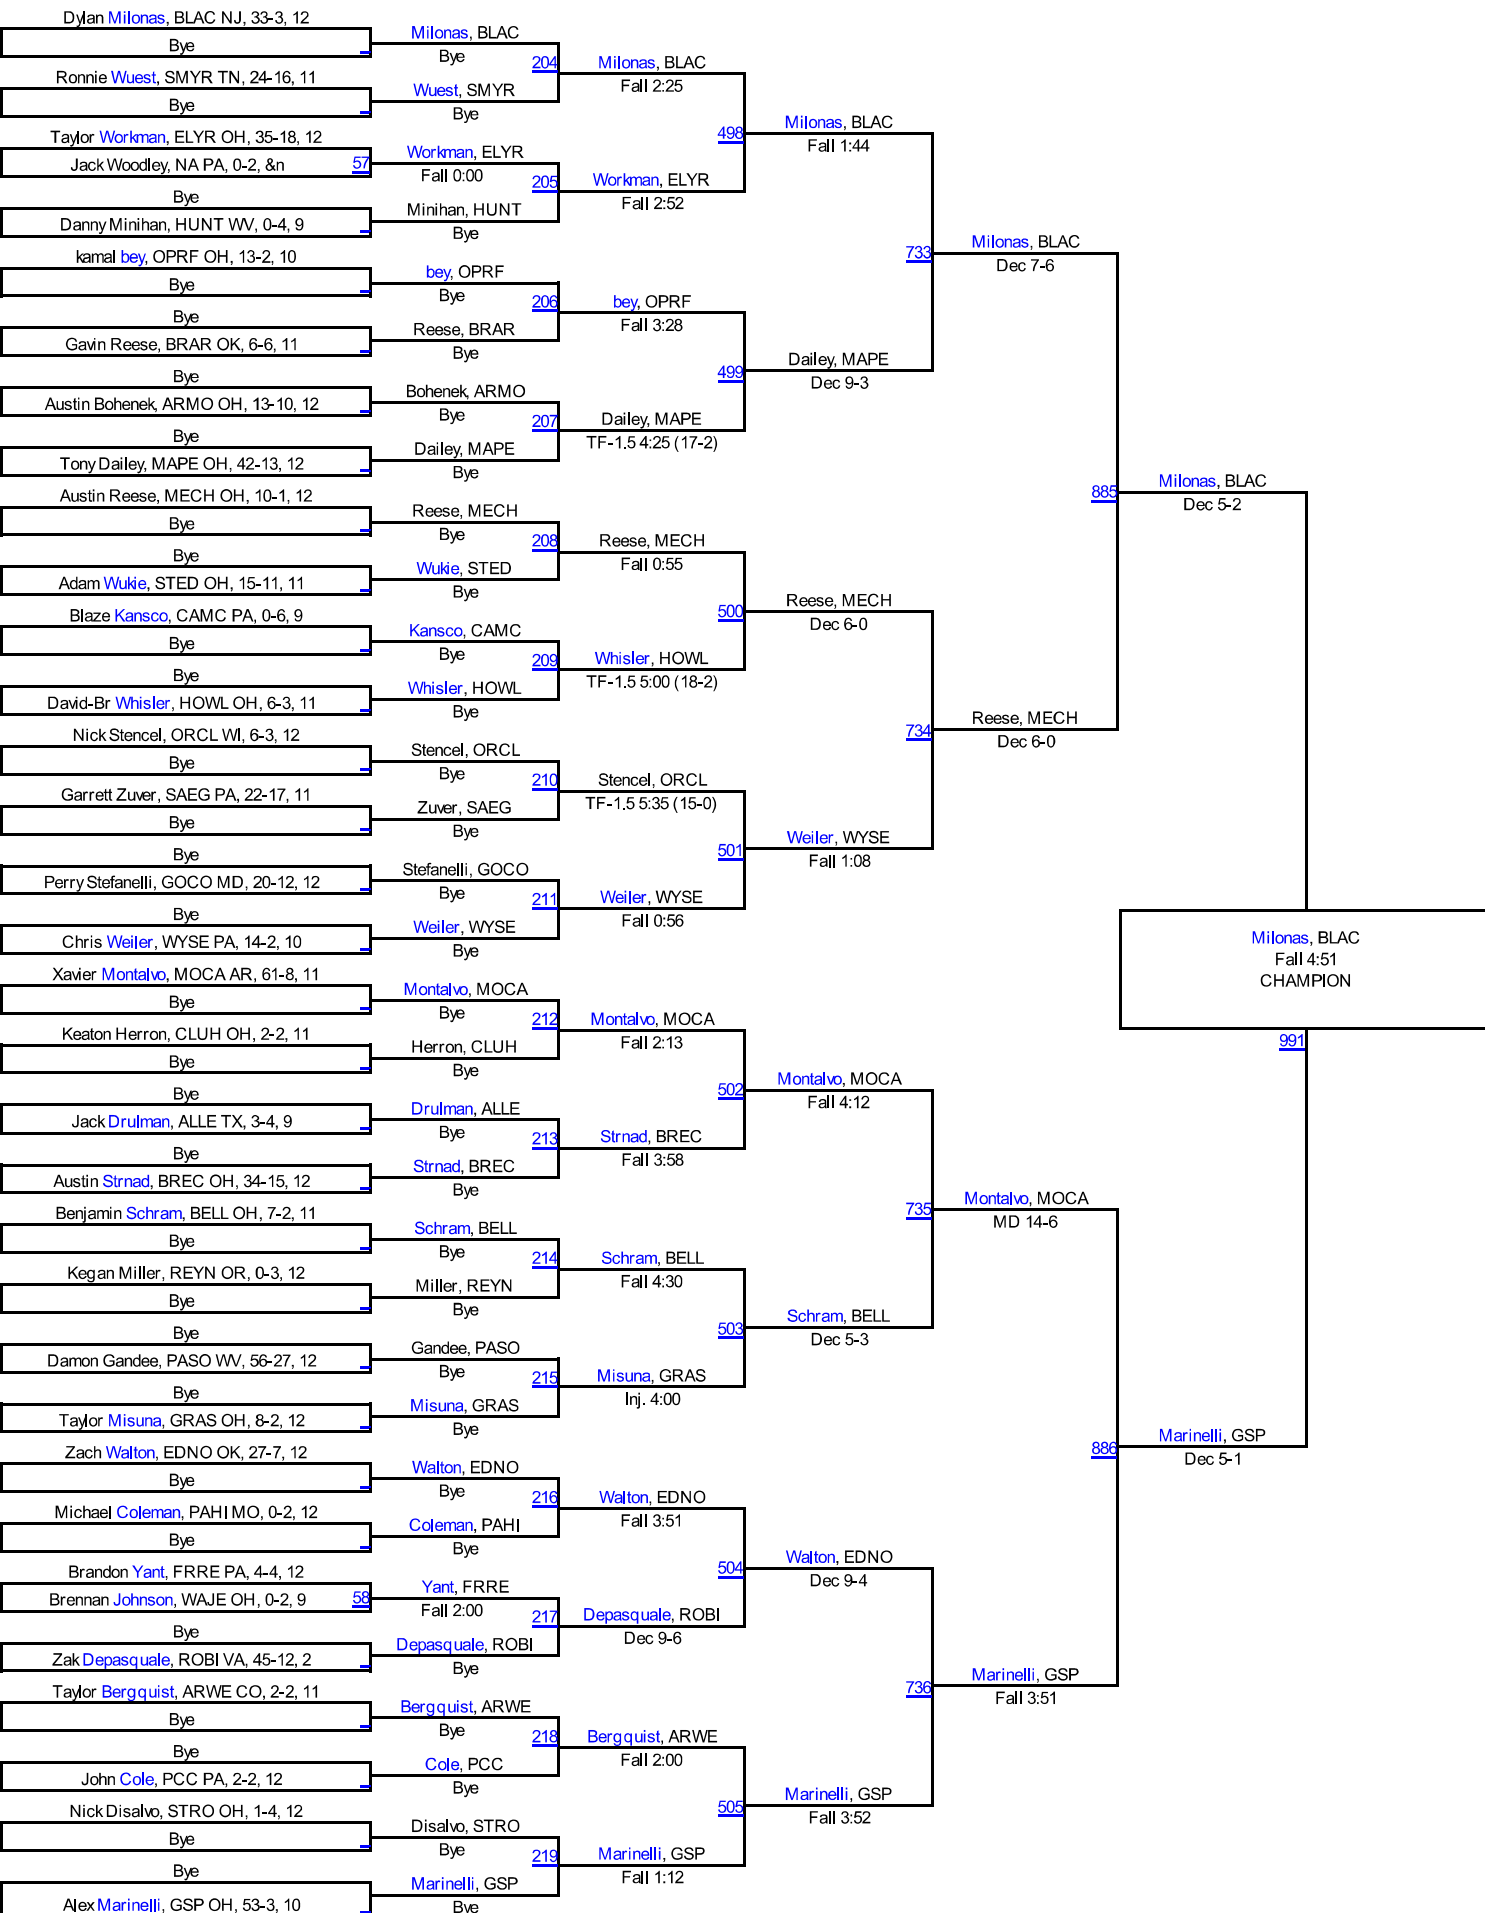 Dylan Milonas, BLAC NJ, 33-3, 12
Bye
Ronnie Wuest, SMYR TN, 24-16, 11
Bye
Taylor Workman, ELYR OH, 35-18, 12
Jack Woodley, NA PA, 0-2, &n
57
Bye
Danny Minihan, HUNT WV, 0-4, 9
kamal bey, OPRF OH, 13-2, 10
Bye
Bye
Gavin Reese, BRAR OK, 6-6, 11
Bye
Austin Bohenek, ARMO OH, 13-10, 12
Bye
Tony Dailey, MAPE OH, 42-13, 12
Austin Reese, MECH OH, 10-1, 12
Bye
Bye
Adam Wukie, STED OH, 15-11, 11
Blaze Kansco, CAMC PA, 0-6, 9
Bye
Bye
David-Br Whisler, HOWL OH, 6-3, 11
Nick Stencel, ORCL WI, 6-3, 12
Bye
Garrett Zuver, SAEG PA, 22-17, 11
Bye
Bye
Perry Stefanelli, GOCO MD, 20-12, 12
Bye
Chris Weiler, WYSE PA, 14-2, 10
Xavier Montalvo, MOCA AR, 61-8, 11
Bye
Keaton Herron, CLUH OH, 2-2, 11
Bye
Bye
Jack Drulman, ALLE TX, 3-4, 9
Bye
Austin Strnad, BREC OH, 34-15, 12
Benjamin Schram, BELL OH, 7-2, 11
Bye
Kegan Miller, REYN OR, 0-3, 12
Bye
Bye
Damon Gandee, PASO WV, 56-27, 12
Bye
Taylor Misuna, GRAS OH, 8-2, 12
Zach Walton, EDNO OK, 27-7, 12
Bye
Michael Coleman, PAHI MO, 0-2, 12
Bye
Brandon Yant, FRRE PA, 4-4, 12
Brennan Johnson, WAJE OH, 0-2, 9
58
Bye
Zak Depasquale, ROBI VA, 45-12, 2
Taylor Bergquist, ARWE CO, 2-2, 11
Bye
Bye
John Cole, PCC PA, 2-2, 12
Nick Disalvo, STRO OH, 1-4, 12
Bye
Bye
Alex Marinelli, GSP OH, 53-3, 10
Milonas, BLAC
Bye
204
Wuest, SMYR
Bye
Workman, ELYR
Fall 0:00
205
Minihan, HUNT
Bye
bey, OPRF
Bye
206
Reese, BRAR
Bye
Bohenek, ARMO
Bye
207
Dailey, MAPE
Bye
Reese, MECH
Bye
208
Wukie, STED
Bye
Kansco, CAMC
Bye
209
Whisler, HOWL
Bye
Stencel, ORCL
Bye
210
Zuver, SAEG
Bye
Stefanelli, GOCO
Bye
211
Weiler, WYSE
Bye
Montalvo, MOCA
Bye
212
Herron, CLUH
Bye
Drulman, ALLE
Bye
213
Strnad, BREC
Bye
Schram, BELL
Bye
214
Miller, REYN
Bye
Gandee, PASO
Bye
215
Misuna, GRAS
Bye
Walton, EDNO
Bye
216
Coleman, PAHI
Bye
Yant, FRRE
Fall 2:00
217
Depasquale, ROBI
Bye
Bergquist, ARWE
Bye
218
Cole, PCC
Bye
Disalvo, STRO
Bye
219
Marinelli, GSP
Bye
Milonas, BLAC
Fall 2:25
498
Workman, ELYR
Fall 2:52
bey, OPRF
Fall 3:28
499
Dailey, MAPE
TF-1.5 4:25 (17-2)
Reese, MECH
Fall 0:55
500
Whisler, HOWL
TF-1.5 5:00 (18-2)
Stencel, ORCL
TF-1.5 5:35 (15-0)
501
Weiler, WYSE
Fall 0:56
Montalvo, MOCA
Fall 2:13
502
Strnad, BREC
Fall 3:58
Schram, BELL
Fall 4:30
503
Misuna, GRAS
Inj. 4:00
Walton, EDNO
Fall 3:51
504
Depasquale, ROBI
Dec 9-6
Bergquist, ARWE
Fall 2:00
505
Marinelli, GSP
Fall 1:12
Milonas, BLAC
Fall 1:44
733
Dailey, MAPE
Dec 9-3
Reese, MECH
Dec 6-0
734
Weiler, WYSE
Fall 1:08
Montalvo, MOCA
Fall 4:12
735
Schram, BELL
Dec 5-3
Walton, EDNO
Dec 9-4
736
Marinelli, GSP
Fall 3:52
Milonas, BLAC
Dec 7-6
885
Reese, MECH
Dec 6-0
Montalvo, MOCA
MD 14-6
886
Marinelli, GSP
Fall 3:51
Milonas, BLAC
Dec 5-2
Marinelli, GSP
Dec 5-1
Milonas, BLAC
Fall 4:51
CHAMPION
991